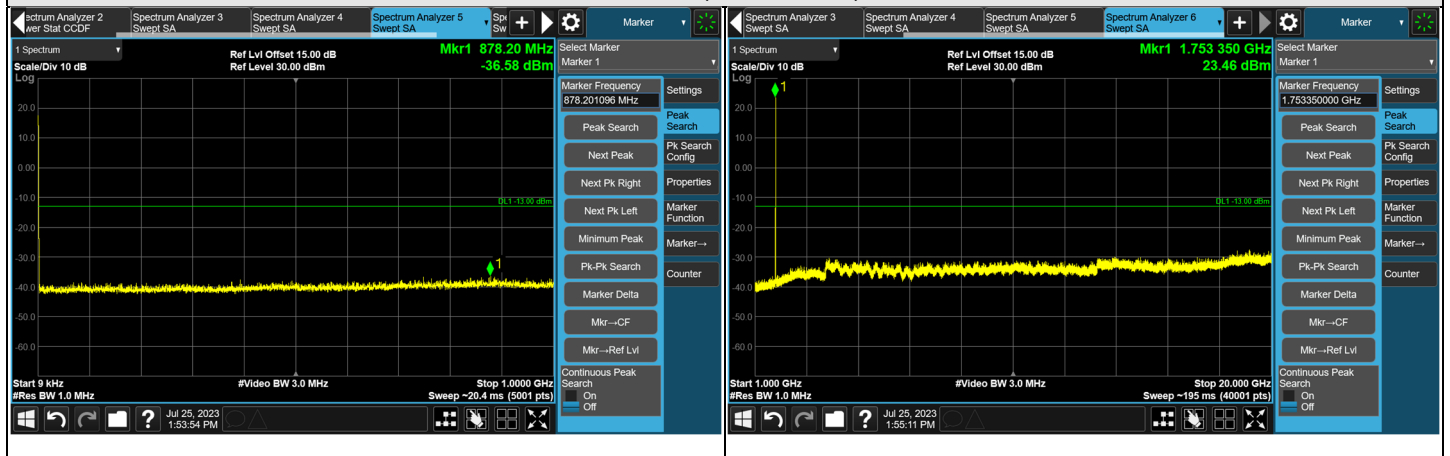 ectrum Analyzer 2
wer Stat CCDF
Spectrum Analyzer 3
Swept SA
Spectrum Analyzer 4
Swept SA
Spectrum Analyzer 5
Swept SA
Spe
Sw
Marker
1 Spectrum
Scale/Div 10 dB
Log
Ref Lvl Offset 15.00 dB
Ref Level 30.00 dBm
Mkr1 878.20 MHz
-36.58 dBm
20.0
10.0
0.00
-10.0
-20.0
-30.0
-40.0
-50.0
-60.0
DL1 -13.00 dBm
1
Start 9 kHz
#Res BW 1.0 MHz
#Video BW 3.0 MHz
Stop 1.0000 GHz
Sweep ~20.4 ms (5001 pts)
Select Marker
Marker 1
Marker Frequency
878.201096 MHz
Peak Search
Next Peak
Next Pk Right
Next Pk Left
Minimum Peak
Pk-Pk Search
Marker Delta
Mkr→CF
Mkr→Ref Lvl
Continuous Peak
Search
On
Off
Settings
Peak
Search
Pk Search
Config
Properties
Marker
Function
Marker→
Counter
?
Jul 25, 2023
1:53:54 PM
Spectrum Analyzer 3
Swept SA
Spectrum Analyzer 4
Swept SA
Spectrum Analyzer 5
Swept SA
Spectrum Analyzer 6
Swept SA
Marker
1 Spectrum
Scale/Div 10 dB
Log
Ref Lvl Offset 15.00 dB
Ref Level 30.00 dBm
Mkr1 1.753 350 GHz
23.46 dBm
20.0
10.0
0.00
-10.0
-20.0
-30.0
-40.0
-50.0
-60.0
DL1 -13.00 dBm
1
Start 1.000 GHz
#Res BW 1.0 MHz
#Video BW 3.0 MHz
Stop 20.000 GHz
Sweep ~195 ms (40001 pts)
Select Marker
Marker 1
Marker Frequency
1.753350000 GHz
Peak Search
Next Peak
Next Pk Right
Next Pk Left
Minimum Peak
Pk-Pk Search
Marker Delta
Mkr→CF
Mkr→Ref Lvl
Continuous Peak
Search
On
Off
Settings
Peak
Search
Pk Search
Config
Properties
Marker
Function
Marker→
Counter
?
Jul 25, 2023
1:55:11 PM